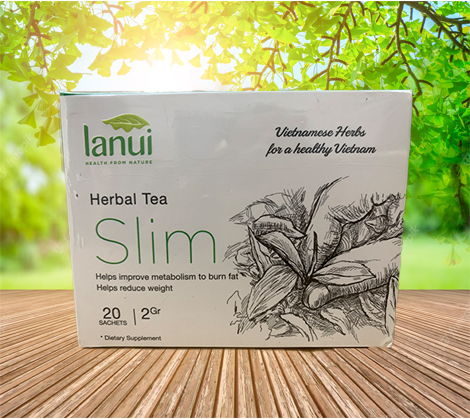 lanui
HEALTH FROM NATURE
Vietnamese Herbs
for a healthy Vietnam
Herbal Tea
Slim
Helps improve metabolism to burn fat
Helps reduce weight
20 | 2Gr
SACHETS
* Dietary Supplement